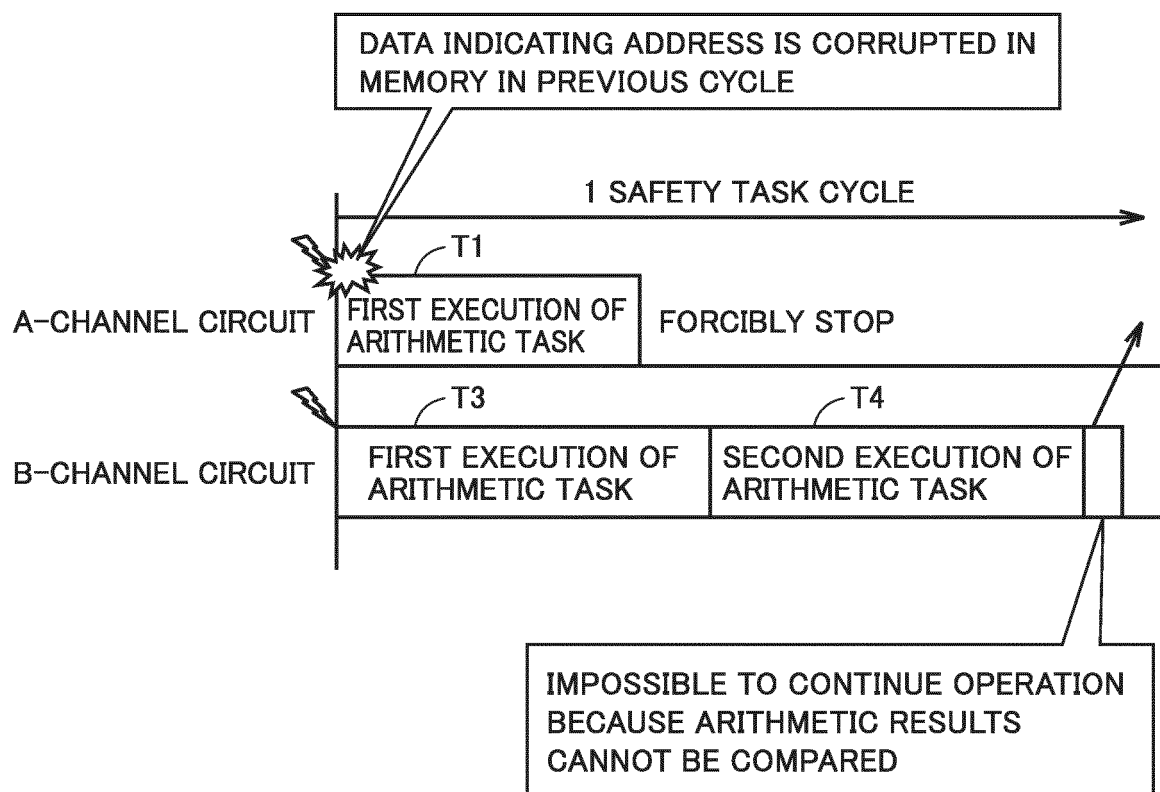 DATA INDICATING ADDRESS IS CORRUPTED IN
MEMORY IN PREVIOUS CYCLE
1 SAFETY TASK CYCLE
T1
A-CHANNEL CIRCUIT
FIRST EXECUTION OF
ARITHMETIC TASK
FORCIBLY STOP
T3
T4
B-CHANNEL CIRCUIT
FIRST EXECUTION OF
ARITHMETIC TASK
SECOND EXECUTION OF
ARITHMETIC TASK
IMPOSSIBLE TO CONTINUE OPERATION
BECAUSE ARITHMETIC RESULTS
CANNOT BE COMPARED